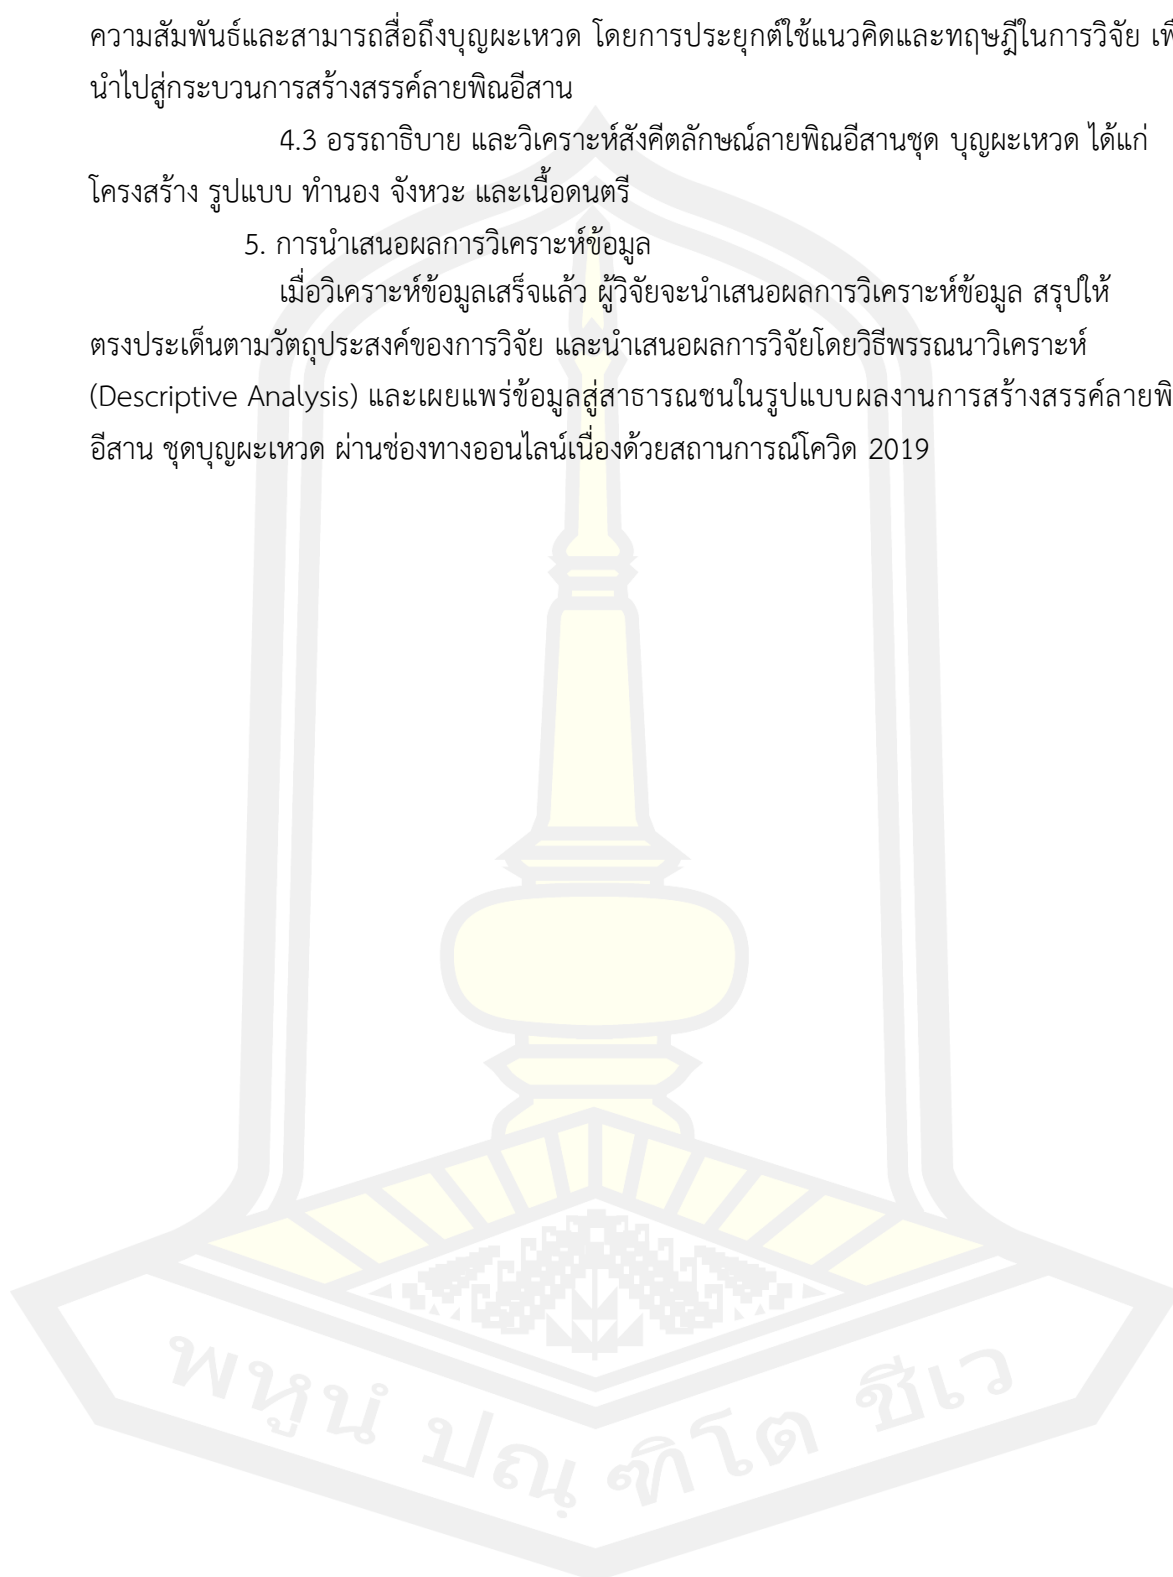 ความสัมพันธ์และสามารถสื่อถึงบุญผะเหวด โดยการประยุกต์ใช้แนวคิดและทฤษฎีในการวิจัย
นำไปสู่กระบวนการสร้างสรรค์ลายพิณอีสาน
4.3 อรรถาธิบาย และวิเคราะห์สังคีตลักษณ์ลายพิณอีสานชุด บุญผะเหวด ได้แก่
โครงสร้าง รูปแบบ ทำนอง จังหวะ และเนื้อดนตรี
5. การนำเสนอผลการวิเคราะห์ข้อมูล
เมื่อวิเคราะห์ข้อมูลเสร็จแล้ว ผู้วิจัยจะนำเสนอผลการวิเคราะห์ข้อมูล สรุปให้
ตรงประเด็นตามวัตถุประสงค์ของการวิจัย และนำเสนอผลการวิจัยโดยวิธีพรรณนาวิเคราะห์
(Descriptive Analysis) และเผยแพร่ข้อมูลสู่สาธารณชนในรูปแบบผลงานการสร้างสรรค์ลาย
อีสาน ชุดบุญผะเหวด ผ่านช่องทางออนไลน์เนื่องด้วยสถานการณ์โควิด 2019
พหูนํ ปณฺฑิโต ชีเว